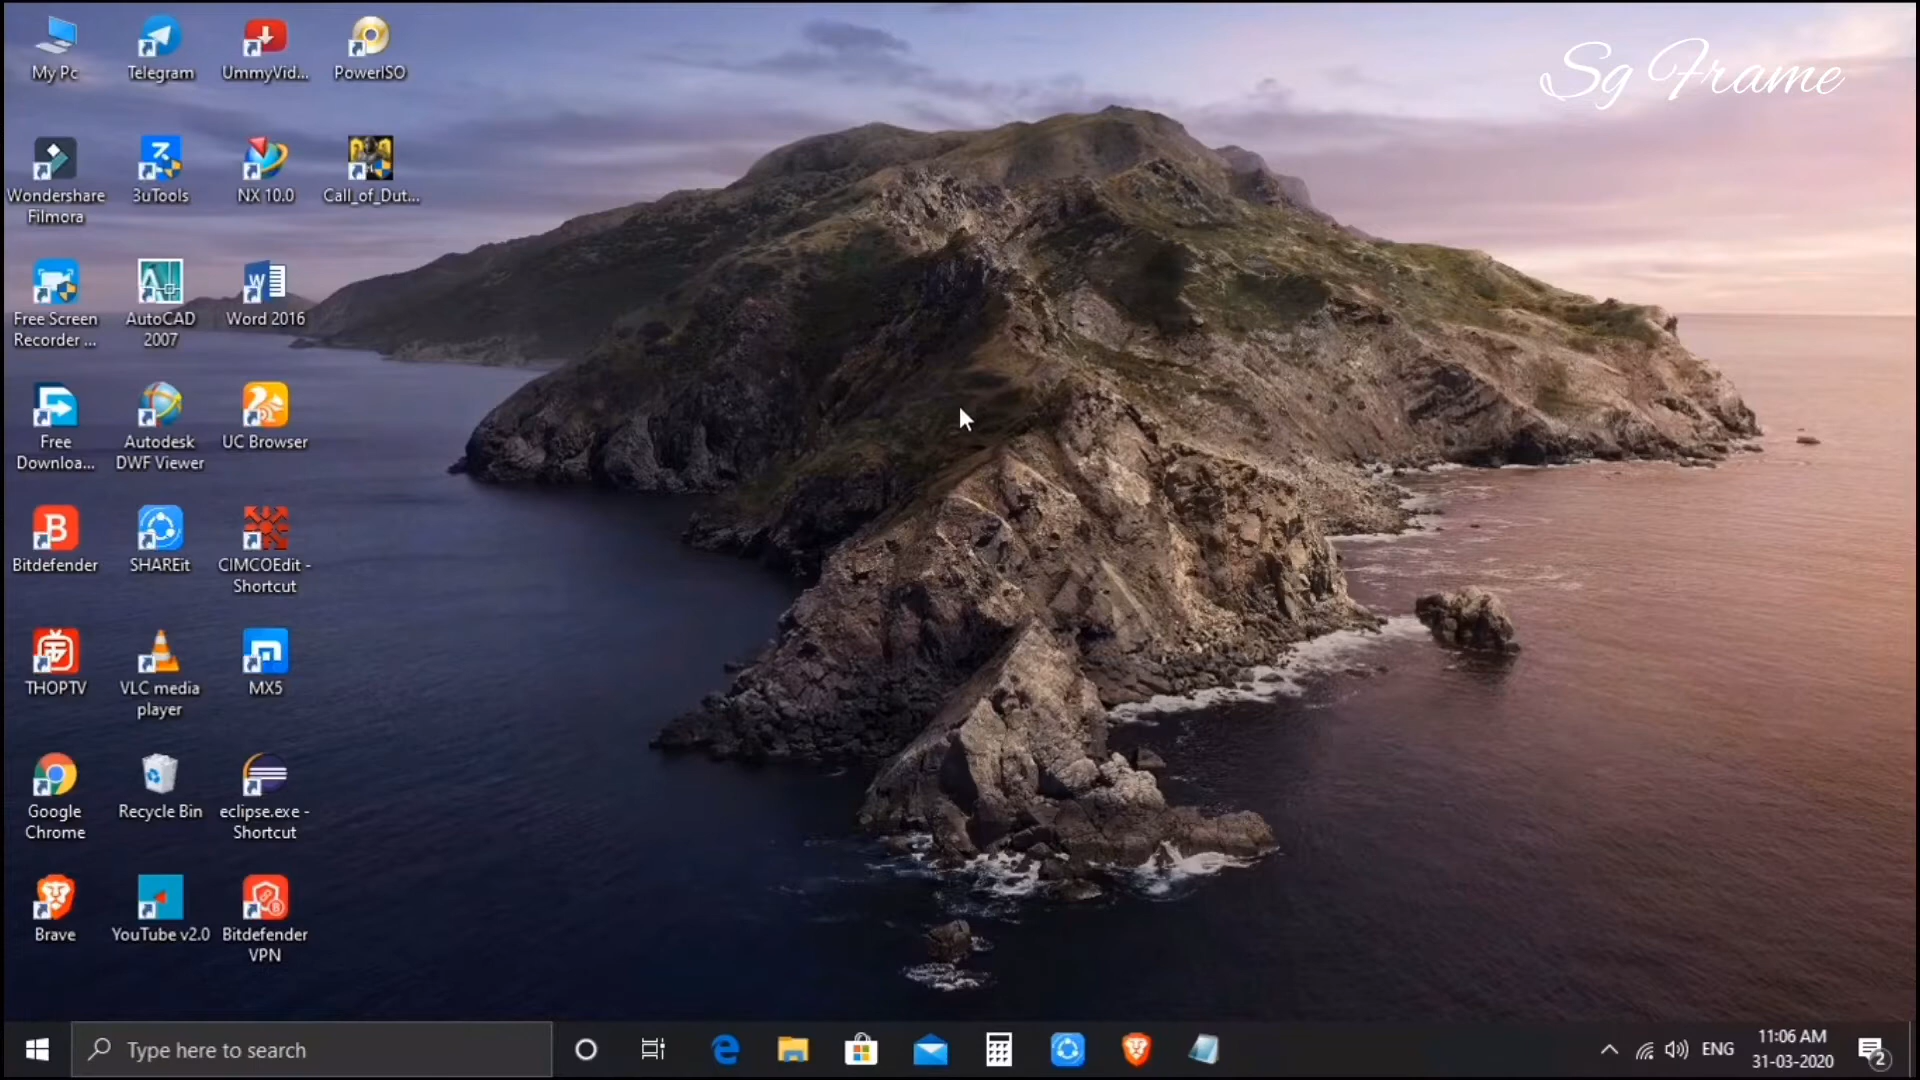 Sg Frame
My Pc
Telegram
UmmyVid...
PowerISO
Wondershare
Filmora
3uTools
NX 10.0
Call_of_Dut...
Free Screen
Recorder ...
AutoCAD
2007
Word 2016
Free
Downloa...
Autodesk
DWF Viewer
UC Browser
Bitdefender
SHAREit
CIMCOEdit -
Shortcut
THOPTV
VLC media
player
MX5
Google
Chrome
Recycle Bin
eclipse.exe -
Shortcut
Brave
YouTube v2.0
Bitdefender
VPN
Type here to search
ENG
11:06 AM
31-03-2020
2